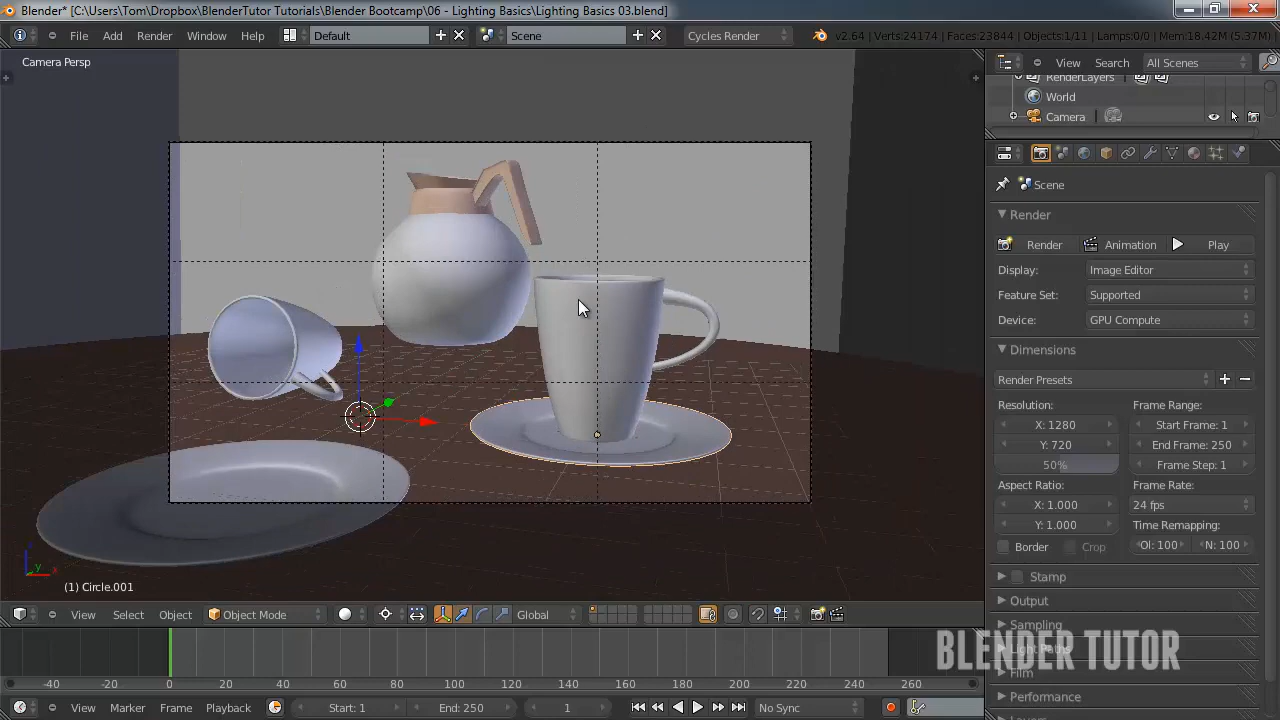 Blender* [C:\Users\Tom\Dropbox\BlenderTutor Tutorials\Blender Bootcamp\06 - Lighting Basics\Lighting Basics 03.blend]
File Add Render Window Help Default Scene Cycles Render v2.64 | Verts:24174 | Faces:23844 | Objects:1/11 | Lamps:0/0 | Mem:18.42M (5.37M)
Camera Persp
View Search All Scenes
RenderLayers
World
Camera
Scene
Render
Render Animation Play
Display: Image Editor
Feature Set: Supported
Device: GPU Compute
Dimensions
Render Presets
Resolution: Frame Range:
X: 1280 Start Frame: 1
Y: 720 End Frame: 250
50% Frame Step: 1
Aspect Ratio: Frame Rate:
X: 1.000 24 fps
Y: 1.000 Time Remapping:
Border Crop Ol: 100 N: 100
Stamp
Output
Sampling
Light Paths
Film
Performance
Layers
BLENDER TUTOR
y x
(1) Circle.001
View Select Object Object Mode Global
-40 -20 0 20 40 60 80 100 120 140 160 180 200 220 240 260
View Marker Frame Playback Start: 1 End: 250 1 No Sync